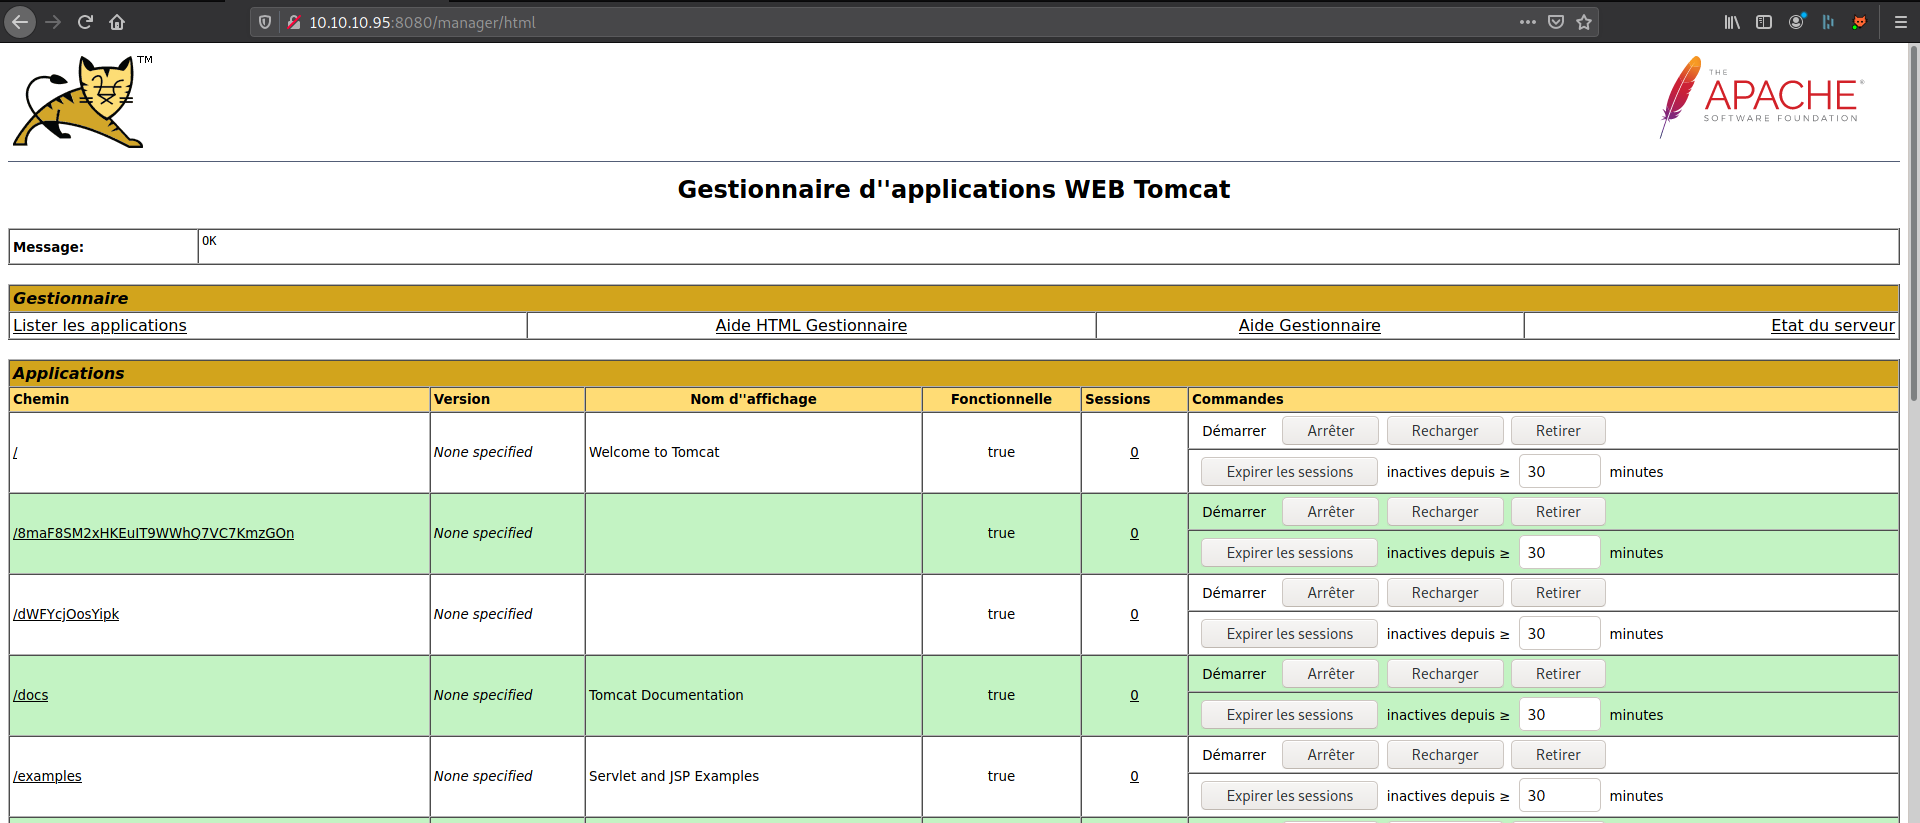 10.10.10.95:8080/manager/html
TM
THE
APACHE®
SOFTWARE FOUNDATION
Gestionnaire d''applications WEB Tomcat
Message: OK
Gestionnaire
Lister les applications Aide HTML Gestionnaire Aide Gestionnaire Etat du serveur
Applications
Chemin Version Nom d''affichage Fonctionnelle Sessions Commandes
/ None specified Welcome to Tomcat true 0 Démarrer Arrêter Recharger Retirer
Expirer les sessions inactives depuis ≥ 30 minutes
/8maF8SM2xHKEuIT9WWhQ7VC7KmzGOn None specified true 0 Démarrer Arrêter Recharger Retirer
Expirer les sessions inactives depuis ≥ 30 minutes
/dWFYcjOosYipk None specified true 0 Démarrer Arrêter Recharger Retirer
Expirer les sessions inactives depuis ≥ 30 minutes
/docs None specified Tomcat Documentation true 0 Démarrer Arrêter Recharger Retirer
Expirer les sessions inactives depuis ≥ 30 minutes
/examples None specified Servlet and JSP Examples true 0 Démarrer Arrêter Recharger Retirer
Expirer les sessions inactives depuis ≥ 30 minutes